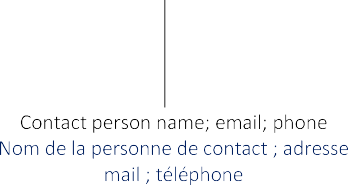 Contact person name; email; phone
Nom de la personne de contact ; adresse
mail ; téléphone